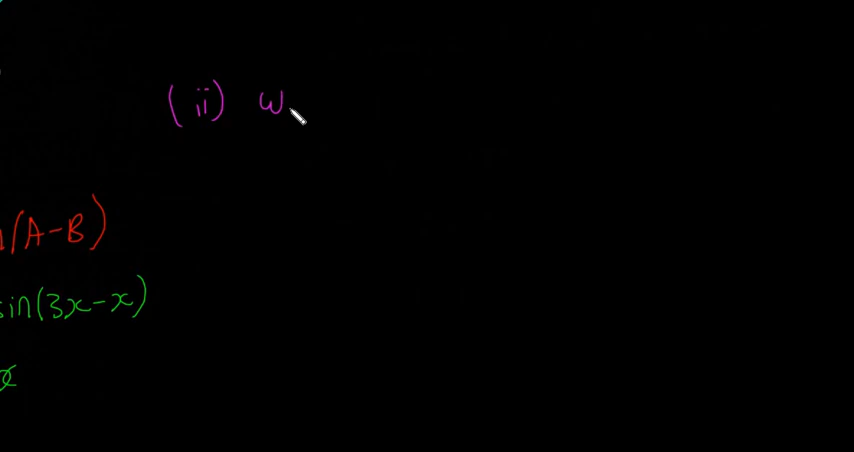 (ii) w
(A-B)
sin(3x-x)
x